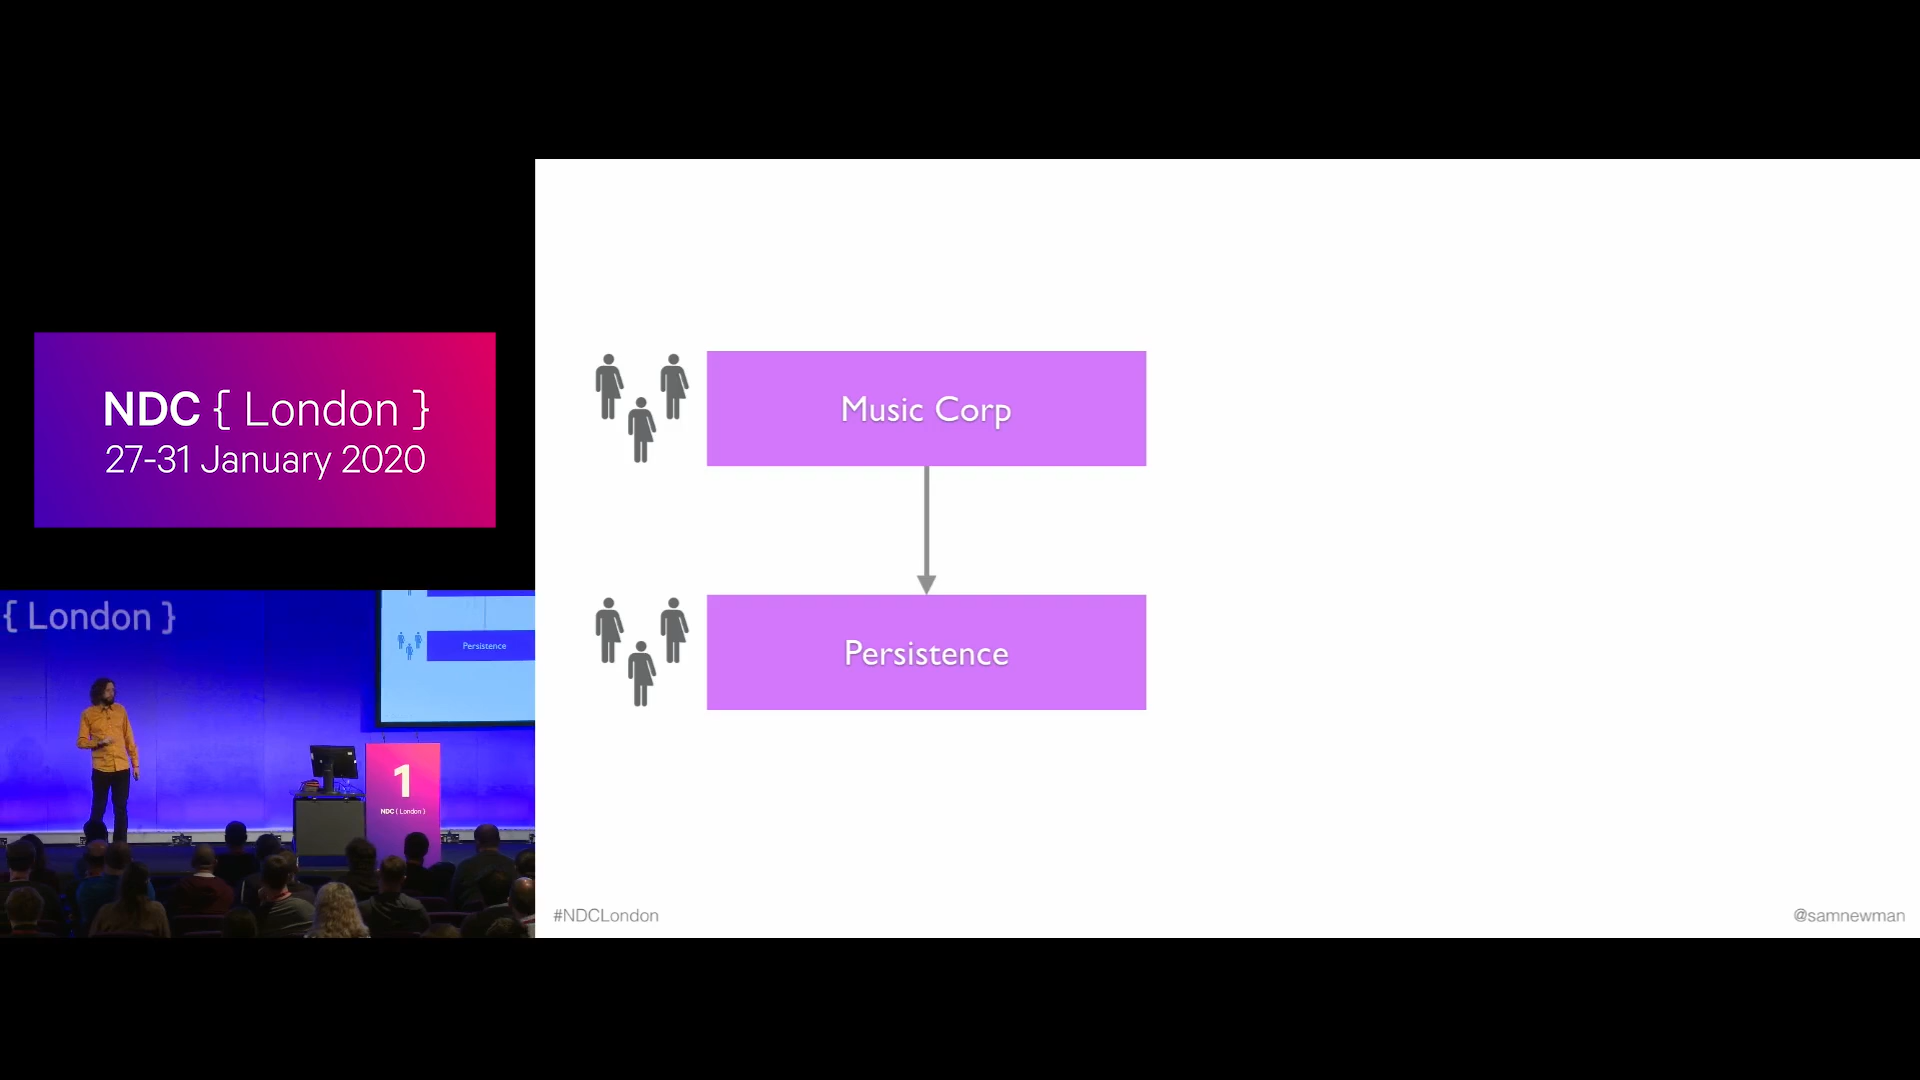 NDC { London }
27-31 January 2020
{ London }
Persistence
1
NDC { London }
Music Corp
Persistence
#NDCLondon
@samnewman